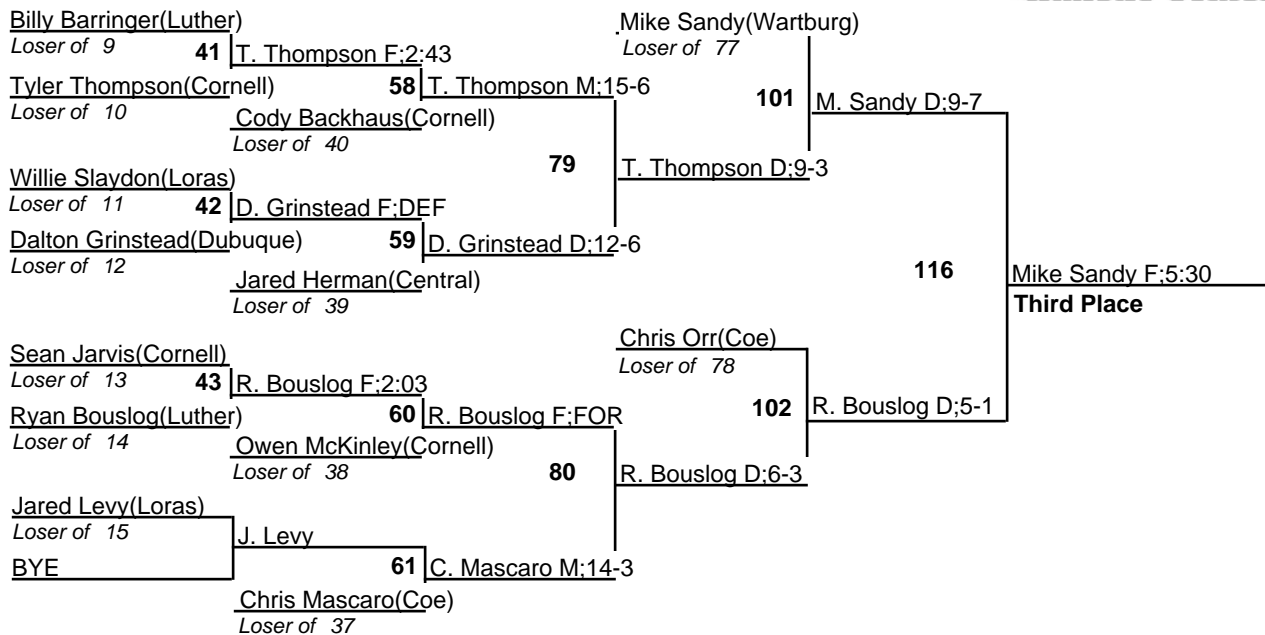 Billy Barringer(Luther)
Loser of 9
41
T. Thompson F;2:43
Tyler Thompson(Cornell)
Loser of 10
58
T. Thompson M;15-6
Cody Backhaus(Cornell)
Loser of 40
Willie Slaydon(Loras)
Loser of 11
42
D. Grinstead F;DEF
Dalton Grinstead(Dubuque)
Loser of 12
59
D. Grinstead D;12-6
Jared Herman(Central)
Loser of 39
79
T. Thompson D;9-3
Mike Sandy(Wartburg)
Loser of 77
101
M. Sandy D;9-7
Sean Jarvis(Cornell)
Loser of 13
43
R. Bouslog F;2:03
Ryan Bouslog(Luther)
Loser of 14
60
R. Bouslog F;FOR
Owen McKinley(Cornell)
Loser of 38
Jared Levy(Loras)
Loser of 15
J. Levy
BYE
61
C. Mascaro M;14-3
Chris Mascaro(Coe)
Loser of 37
80
R. Bouslog D;6-3
Chris Orr(Coe)
Loser of 78
102
R. Bouslog D;5-1
116
Mike Sandy F;5:30
Third Place